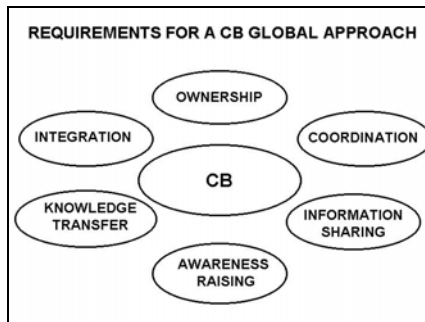 REQUIREMENTS FOR A CB GLOBAL APPROACH
OWNERSHIP
INTEGRATION
COORDINATION
CB
KNOWLEDGE
TRANSFER
INFORMATION
SHARING
AWARENESS
RAISING